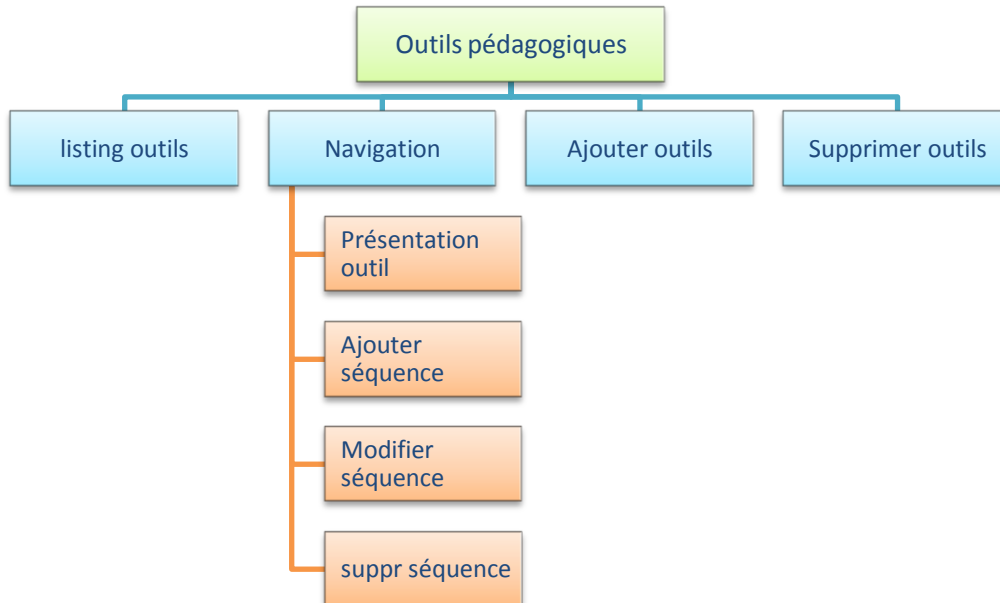 Outils pédagogiques
listing outils
Navigation
Ajouter outils
Supprimer outils
Présentation
outil
Ajouter
séquence
Modifier
séquence
suppr séquence